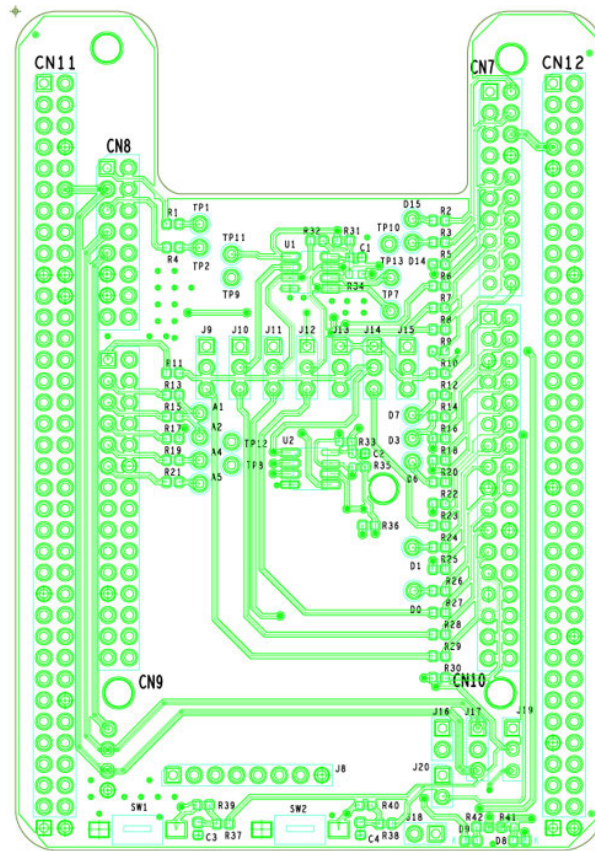 CN11
CN7
CN12
CN8
TP1
D15
R2
R1
R32
R31
TP10
R3
TP11
U1
C1
R4
TP2
TP13
D14
R5
R6
TP9
R34
TP7
R7
R8
J9
J10
J11
J12
J13
J14
J15
R9
R11
R10
R13
R12
R15
A1
D7
R14
R17
A2
R16
TP12
U2
R33
D3
R18
R19
A4
C2
TP8
R35
R20
R21
A5
D6
R22
R36
R23
R24
D1
R25
R26
D0
R27
R28
R29
R30
CN9
CN10
J16
J17
J19
J8
J20
SW1
R39
SW2
R40
J18
R42
R41
C3
R37
C4
R38
D9
D8